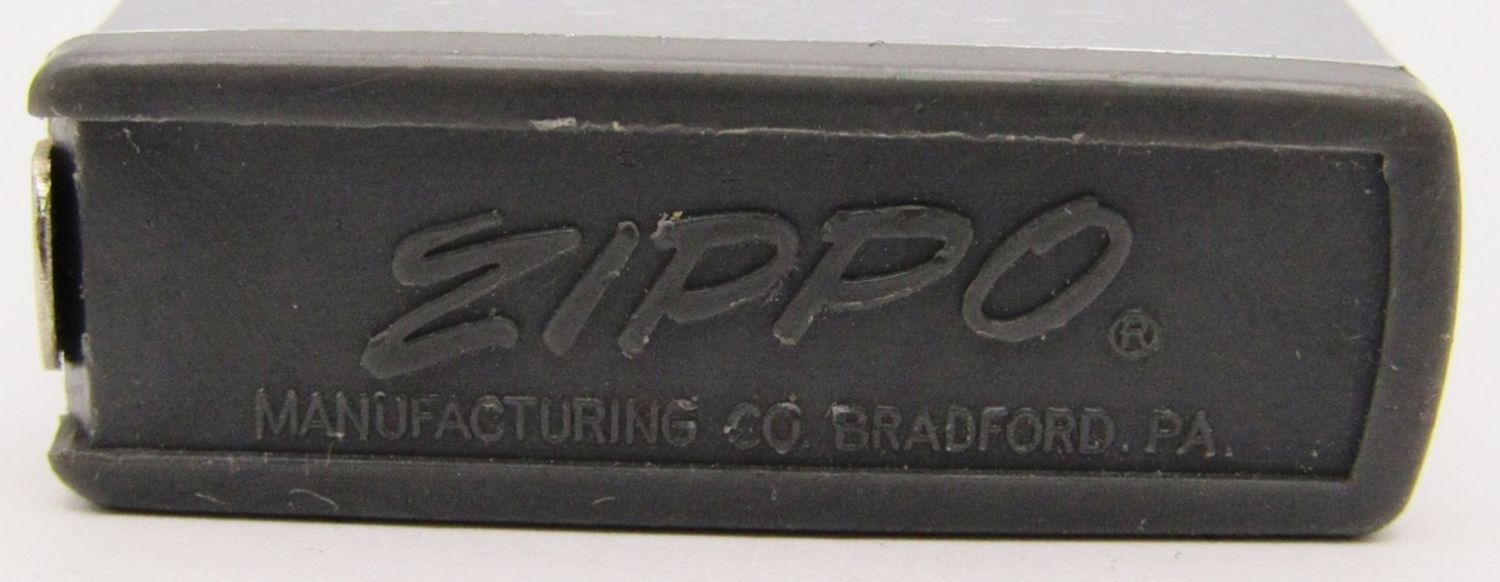 ZIPPO®
MANUFACTURING CO. BRADFORD. PA.